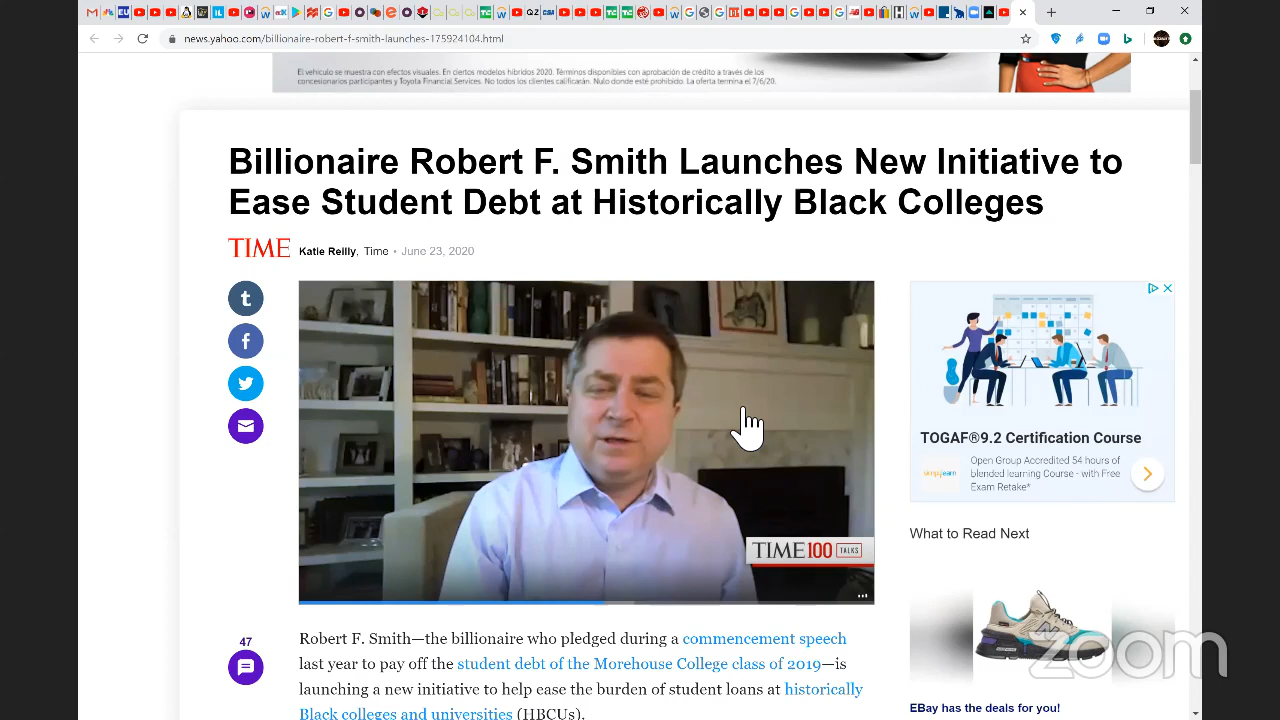 news.yahoo.com/billionaire-robert-f-smith-launches-175924104.html
El vehículo se muestra con efectos visuales. En ciertos modelos híbridos 2020. Términos disponibles con aprobación de crédito a través de los
concesionarios participantes y Toyota Financial Services. No todos los clientes calificarán. Nulo donde esté prohibido. La oferta termina el 7/6/20.
Billionaire Robert F. Smith Launches New Initiative to
Ease Student Debt at Historically Black Colleges
TIME Katie Reilly, Time • June 23, 2020
TIME100 TALKS
TOGAF®9.2 Certification Course
simplilearn
Open Group Accredited 54 hours of
blended learning Course - with Free
Exam Retake*
What to Read Next
47
Robert F. Smith—the billionaire who pledged during a commencement speech
last year to pay off the student debt of the Morehouse College class of 2019—is
launching a new initiative to help ease the burden of student loans at historically
Black colleges and universities (HBCUs).
zoom
EBay has the deals for you!